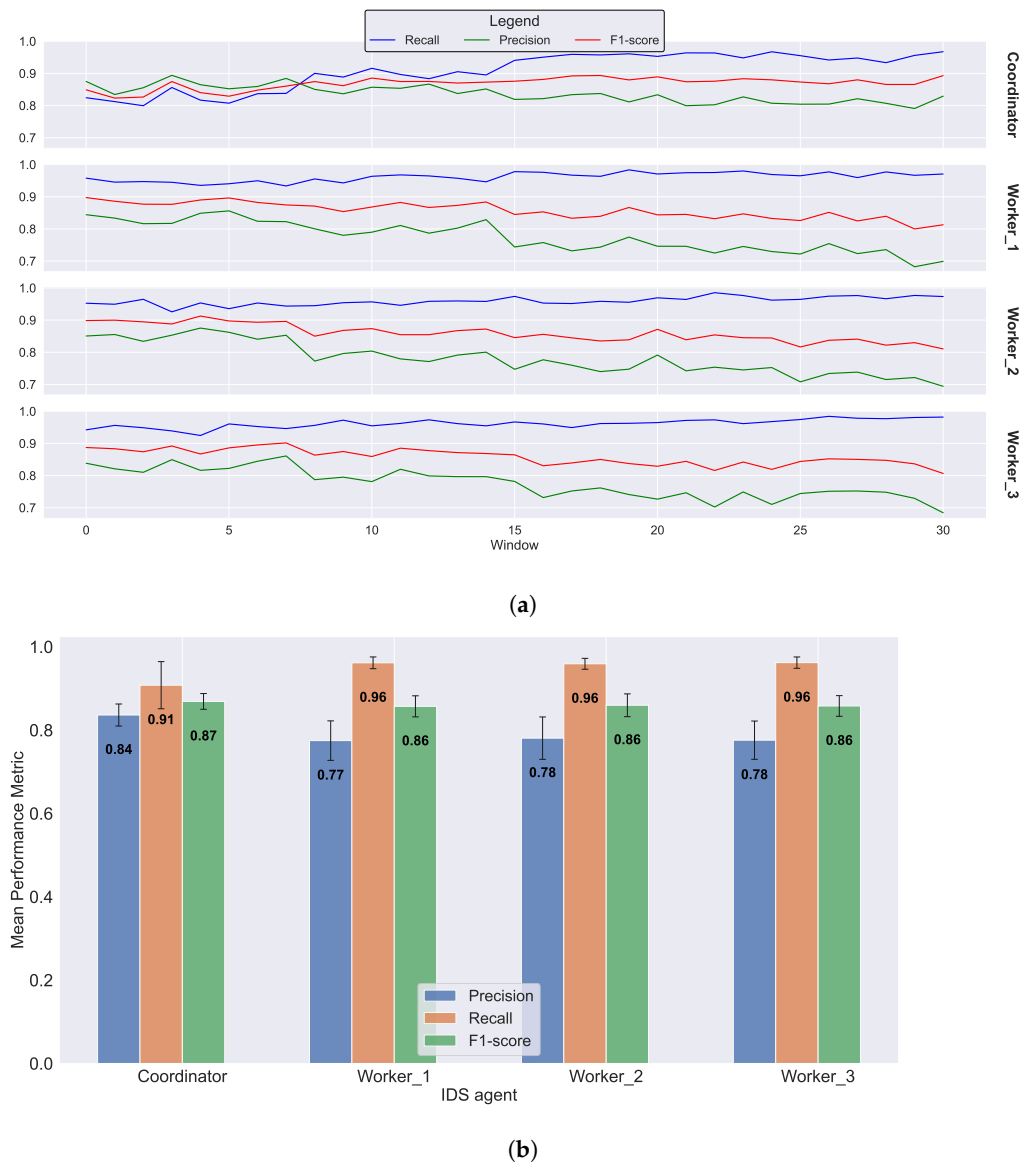 Legend
Recall Precision F1-score
1.0
0.9
0.8
0.7
Coordinator
1.0
0.9
0.8
0.7
Worker_1
1.0
0.9
0.8
0.7
Worker_2
1.0
0.9
0.8
0.7
Worker_3
0 5 10 15 20 25 30
Window
(a)
Mean Performance Metric
1.0
0.8
0.6
0.4
0.2
0.0
0.84 0.91 0.87
0.77 0.96 0.86
0.78 0.96 0.86
0.78 0.96 0.86
Precision
Recall
F1-score
Coordinator Worker_1 Worker_2 Worker_3
IDS agent
(b)